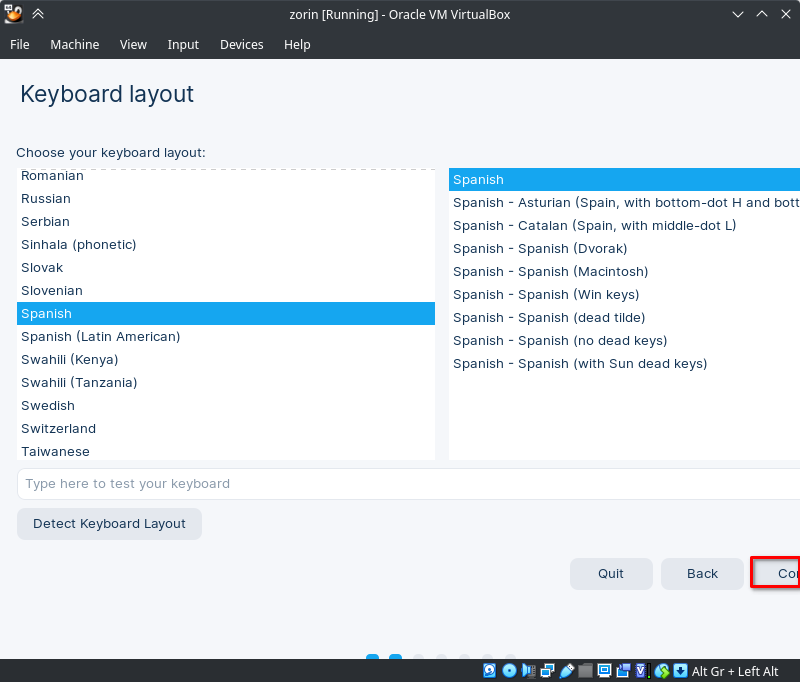 zorin [Running] - Oracle VM VirtualBox
File Machine View Input Devices Help
Keyboard layout
Choose your keyboard layout:
Romanian
Russian
Serbian
Sinhala (phonetic)
Slovak
Slovenian
Spanish
Spanish (Latin American)
Swahili (Kenya)
Swahili (Tanzania)
Swedish
Switzerland
Taiwanese
Spanish
Spanish - Asturian (Spain, with bottom-dot H and bott
Spanish - Catalan (Spain, with middle-dot L)
Spanish - Spanish (Dvorak)
Spanish - Spanish (Macintosh)
Spanish - Spanish (Win keys)
Spanish - Spanish (dead tilde)
Spanish - Spanish (no dead keys)
Spanish - Spanish (with Sun dead keys)
Type here to test your keyboard
Detect Keyboard Layout
Quit Back Con
Alt Gr + Left Alt